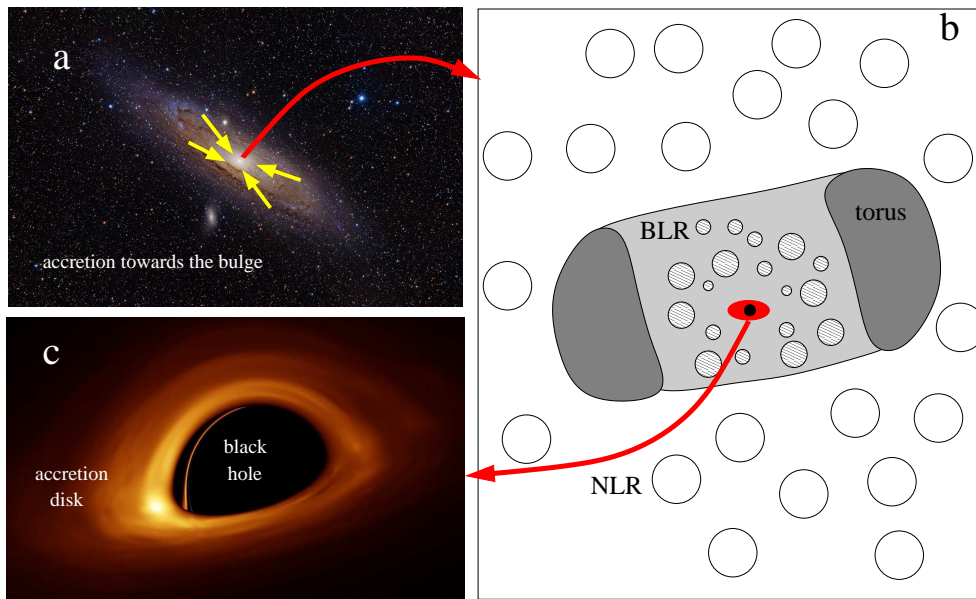 a
accretion towards the bulge
b
BLR
torus
NLR
c
black
hole
accretion
disk